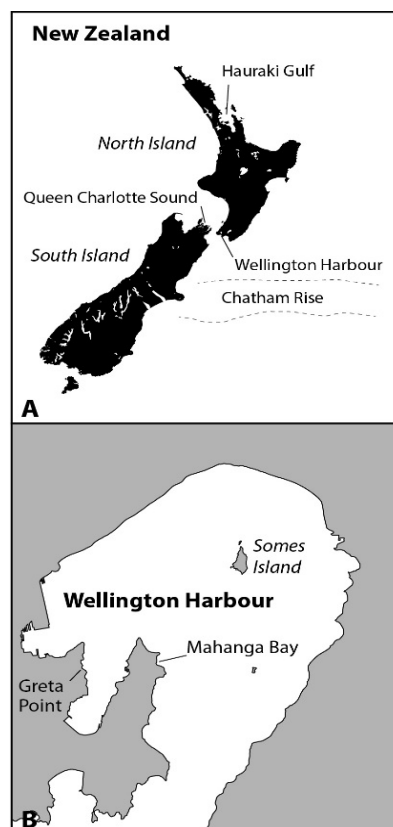 New Zealand
Hauraki Gulf
North Island
Queen Charlotte Sound
South Island
Wellington Harbour
Chatham Rise
A
Somes
Island
Wellington Harbour
Mahanga Bay
Greta
Point
B